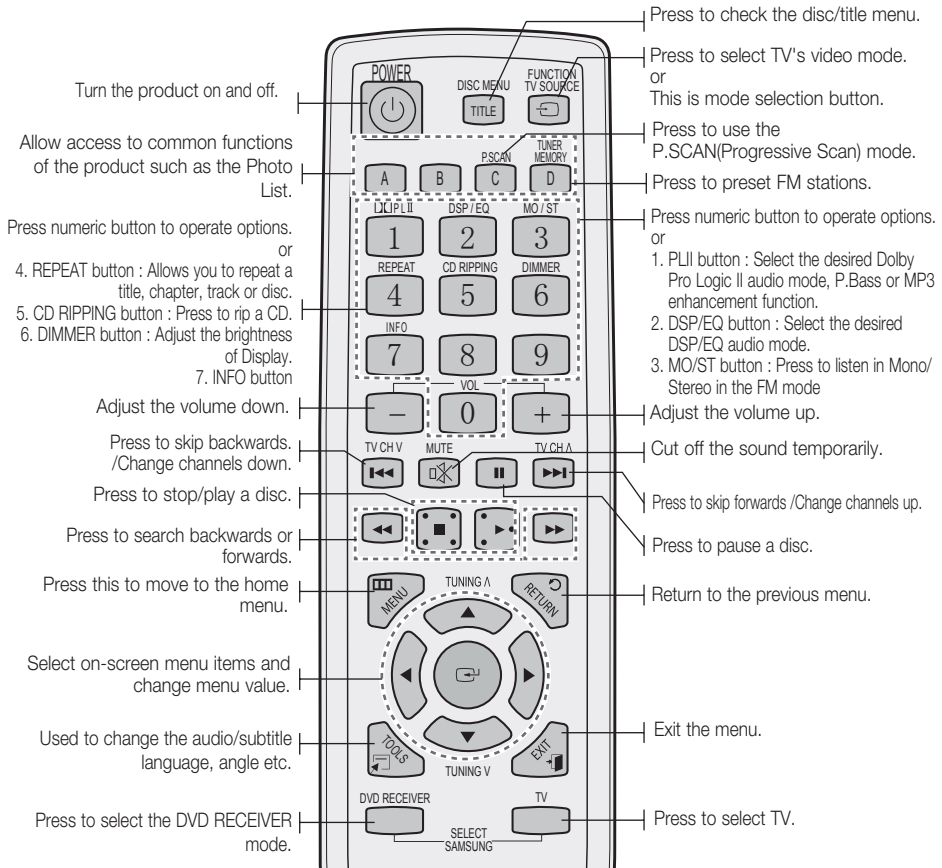 Turn the product on and off.
Allow access to common functions
of the product such as the Photo
List.
Press numeric button to operate options.
or
4. REPEAT button : Allows you to repeat a
title, chapter, track or disc.
5. CD RIPPING button : Press to rip a CD.
6. DIMMER button : Adjust the brightness
of Display.
7. INFO button
Adjust the volume down.
Press to skip backwards.
/Change channels down.
Press to stop/play a disc.
Press to search backwards or
forwards.
Press this to move to the home
menu.
Select on-screen menu items and
change menu value.
Used to change the audio/subtitle
language, angle etc.
Press to select the DVD RECEIVER
mode.
POWER
DISC MENU
FUNCTION
TV SOURCE
TITLE
P.SCAN
TUNER
MEMORY
A B C D
PL II DSP / EQ MO / ST
1 2 3
REPEAT CD RIPPING DIMMER
4 5 6
INFO
7 8 9
VOL
− 0 +
TV CH V MUTE TV CH Λ
MENU
TUNING Λ
RETURN
TOOLS
TUNING V
EXIT
DVD RECEIVER TV
SELECT
SAMSUNG
Press to check the disc/title menu.
Press to select TV's video mode.
or
This is mode selection button.
Press to use the
P.SCAN(Progressive Scan) mode.
Press to preset FM stations.
Press numeric button to operate options.
or
1. PLII button : Select the desired Dolby
Pro Logic II audio mode, P.Bass or MP3
enhancement function.
2. DSP/EQ button : Select the desired
DSP/EQ audio mode.
3. MO/ST button : Press to listen in Mono/
Stereo in the FM mode
Adjust the volume up.
Cut off the sound temporarily.
Press to skip forwards /Change channels up.
Press to pause a disc.
Return to the previous menu.
Exit the menu.
Press to select TV.